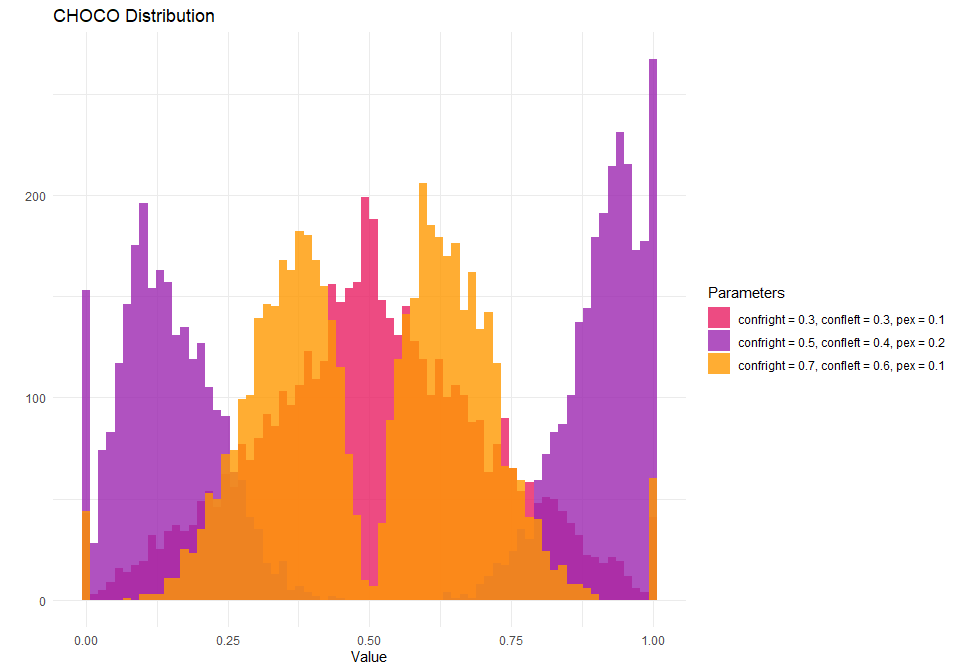 CHOCO Distribution
200
100
0
0.00 0.25 0.50 0.75 1.00
Value
Parameters
confright = 0.3, confleft = 0.3, pex = 0.1
confright = 0.5, confleft = 0.4, pex = 0.2
confright = 0.7, confleft = 0.6, pex = 0.1